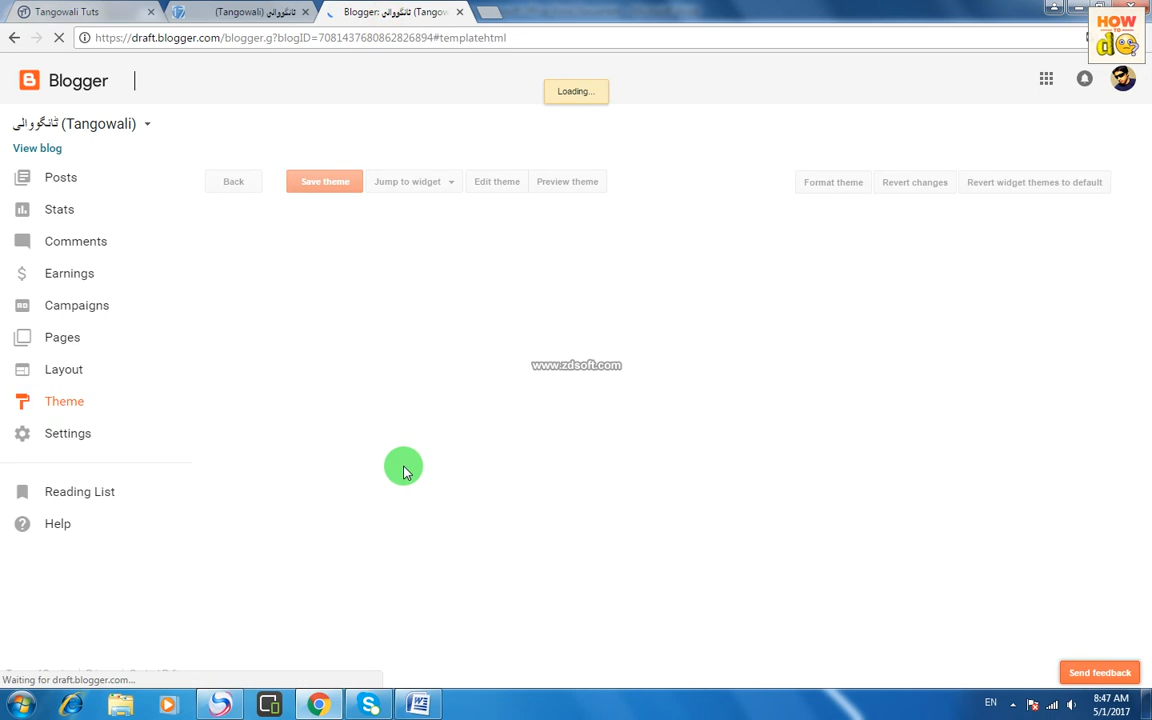 Tangowali Tuts
(Tangowali) ٹانگووالی
Blogger: ٹانگووالی (Tangow
https://draft.blogger.com/blogger.g?blogID=7081437680862826894#templatehtml
HOW
TO
do
Blogger
Loading...
ٹانگووالی (Tangowali)
View blog
Posts
Stats
Comments
Earnings
Campaigns
Pages
Layout
Theme
Settings
Reading List
Help
Back
Save theme
Jump to widget
Edit theme
Preview theme
Format theme
Revert changes
Revert widget themes to default
www.zdsoft.com
Send feedback
Waiting for draft.blogger.com...
EN
8:47 AM
5/1/2017